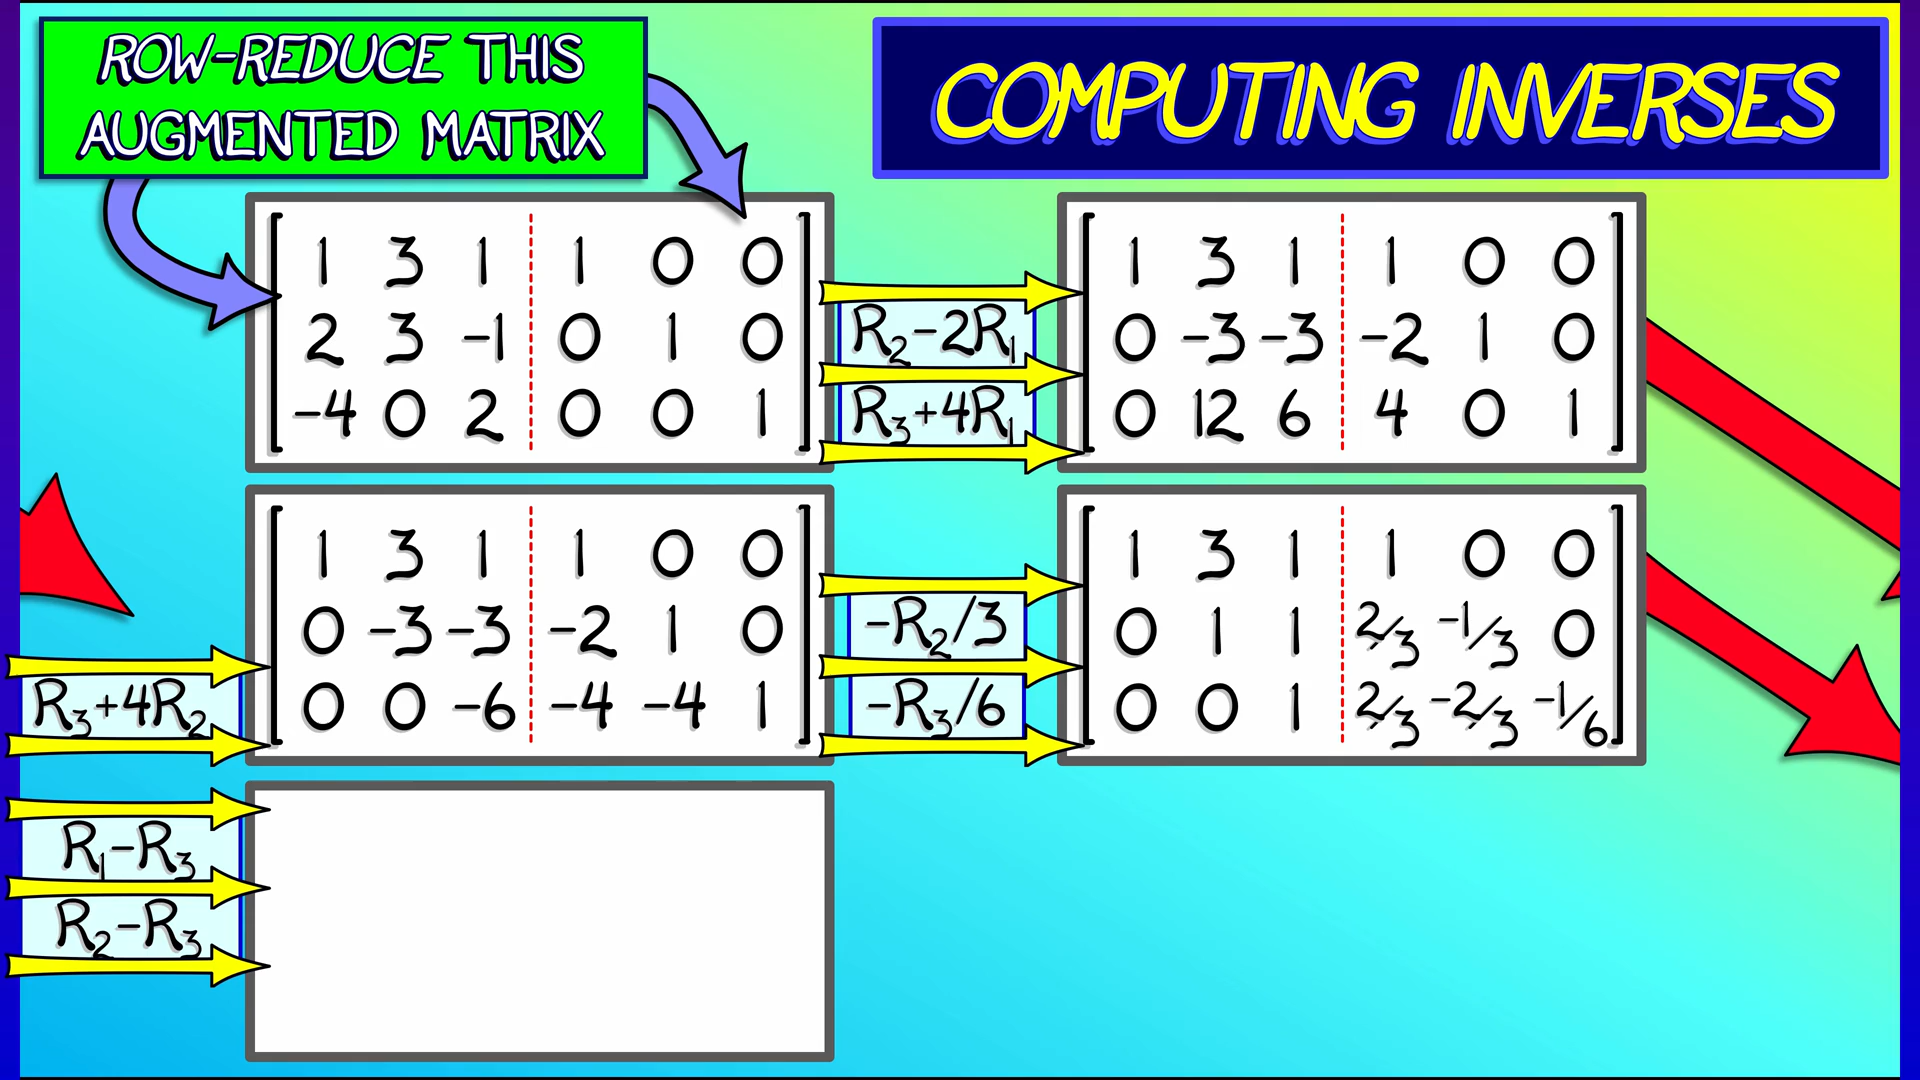 ROW-REDUCE THIS
AUGMENTED MATRIX
COMPUTING INVERSES
1 3 1 1 0 0
2 3 -1 0 1 0
-4 0 2 0 0 1
R2-2R1
R3+4R1
1 3 1 1 0 0
0 -3 -3 -2 1 0
0 12 6 4 0 1
R3+4R2
1 3 1 1 0 0
0 -3 -3 -2 1 0
0 0 -6 -4 -4 1
-R2/3
-R3/6
1 3 1 1 0 0
0 1 1 2/3 -1/3 0
0 0 1 2/3 -2/3 -1/6
R1-R3
R2-R3